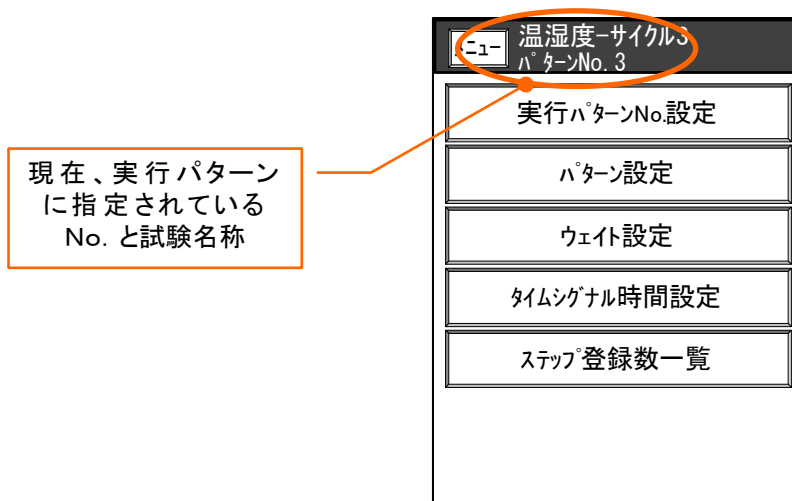 メニュー
温湿度-サイクル3
ﾊﾟﾀｰﾝNo.3
実行ﾊﾟﾀｰﾝNo.設定
ﾊﾟﾀｰﾝ設定
ｳｪｲﾄ設定
ﾀｲﾑｼｸﾞﾅﾙ時間設定
ｽﾃｯﾌﾟ登録数一覧
現在、実行パターン
に指定されている
No. と試験名称